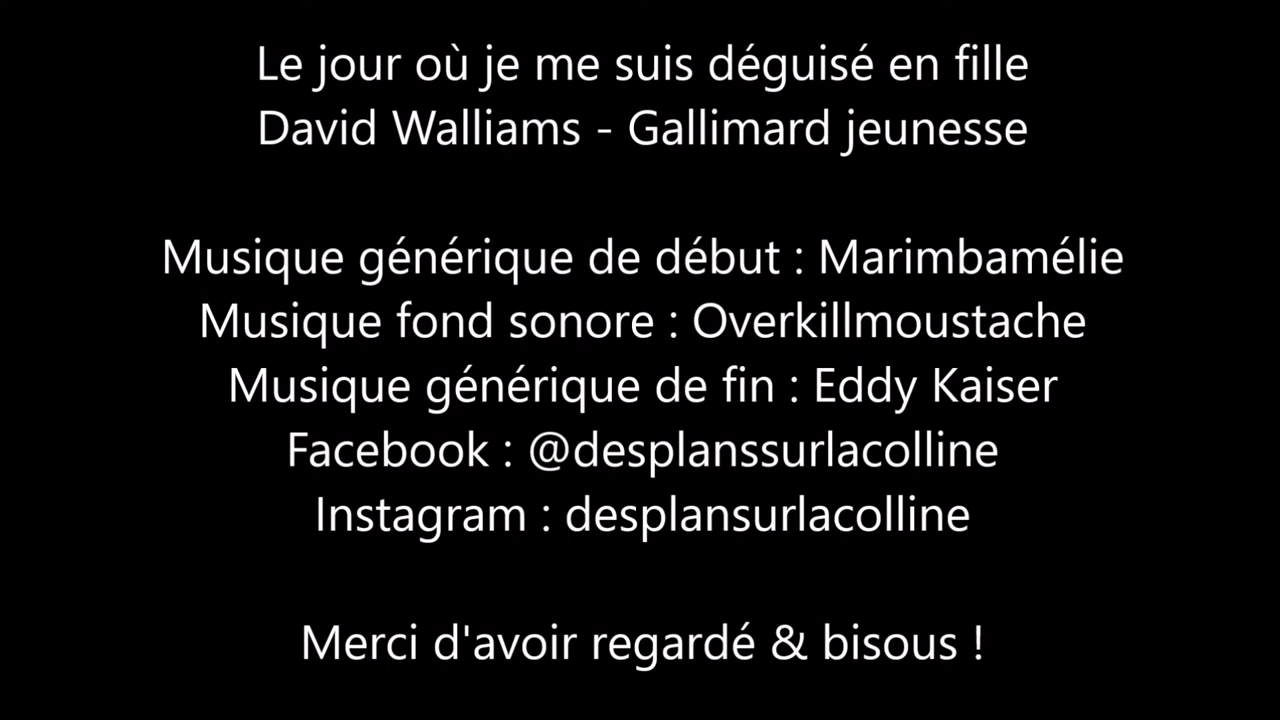 Le jour où je me suis déguisé en fille
David Walliams - Gallimard jeunesse
Musique générique de début : Marimbamélie
Musique fond sonore : Overkillmoustache
Musique générique de fin : Eddy Kaiser
Facebook : @desplanssurlacolline
Instagram : desplansurlacolline
Merci d'avoir regardé & bisous !